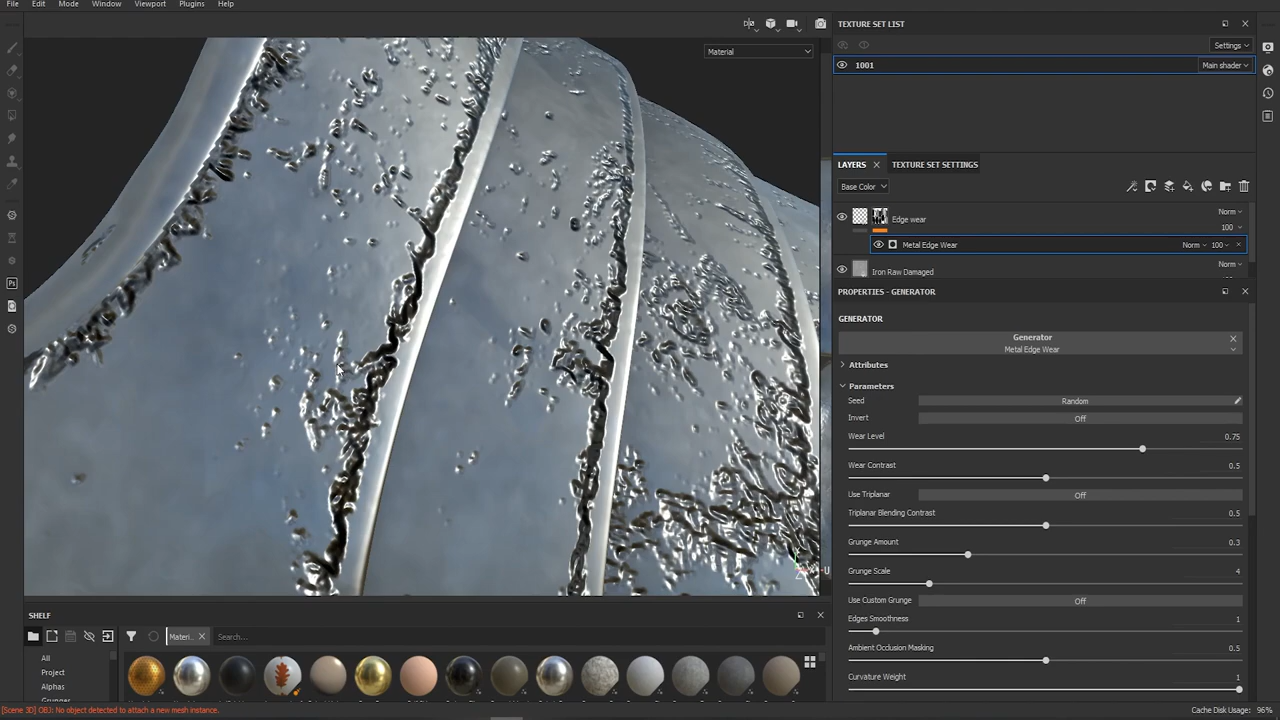 File Edit Mode Window Viewport Plugins Help
TEXTURE SET LIST
Material
Settings
1001
Main shader
LAYERS
TEXTURE SET SETTINGS
Base Color
Edge wear
Norm
100
Metal Edge Wear
Norm 100
Iron Raw Damaged
Norm
PROPERTIES - GENERATOR
GENERATOR
Generator
Metal Edge Wear
Attributes
Parameters
Seed
Random
Invert
Off
Wear Level
0.75
Wear Contrast
0.5
Use Triplanar
Off
Triplanar Blending Contrast
0.5
Grunge Amount
0.3
Grunge Scale
4
Use Custom Grunge
Off
Edges Smoothness
1
Ambient Occlusion Masking
0.5
Curvature Weight
1
Ps
U
SHELF
Materi...
Search...
All
Project
Alphas
[Scene 3D] OBJ: No object detected to attach a new mesh instance.
Cache Disk Usage: 96%